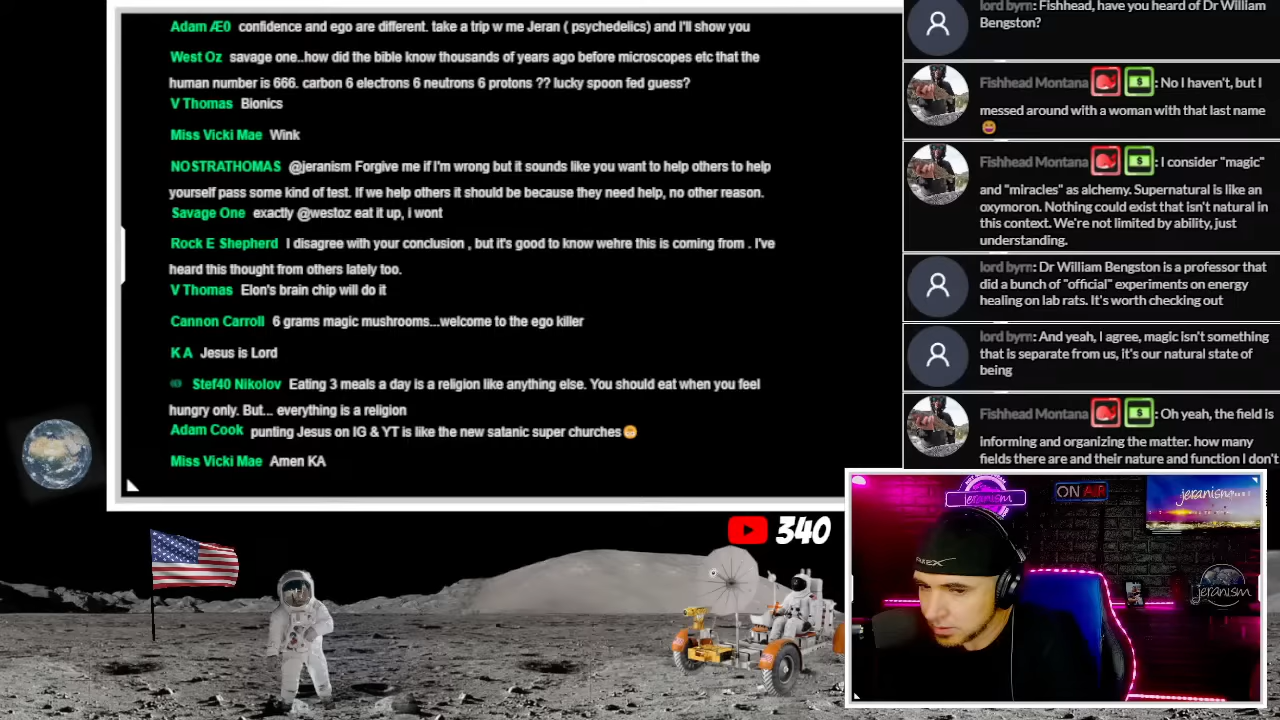 Adam Æ0 confidence and ego are different. take a trip w me Jeran ( psychedelics) and I'll show you
West Oz savage one..how did the bible know thousands of years ago before microscopes etc that the
human number is 666. carbon 6 electrons 6 neutrons 6 protons ?? lucky spoon fed guess?
V Thomas Bionics
Miss Vicki Mae Wink
NOSTRATHOMAS @jeranism Forgive me if I'm wrong but it sounds like you want to help others to help
yourself pass some kind of test. If we help others it should be because they need help, no other reason.
Savage One exactly @westoz eat it up, i wont
Rock E Shepherd I disagree with your conclusion , but it's good to know wehre this is coming from . I've
heard this thought from others lately too.
V Thomas Elon's brain chip will do it
Cannon Carroll 6 grams magic mushrooms...welcome to the ego killer
K A Jesus is Lord
Stef40 Nikolov Eating 3 meals a day is a religion like anything else. You should eat when you feel
hungry only. But... everything is a religion
Adam Cook punting Jesus on IG & YT is like the new satanic super churches
Miss Vicki Mae Amen KA
lord byrn: Fishhead, have you heard of Dr William
Bengston?
Fishhead Montana : No I haven't, but I
messed around with a woman with that last name
Fishhead Montana : I consider "magic"
and "miracles" as alchemy. Supernatural is like an
oxymoron. Nothing could exist that isn't natural in
this context. We're not limited by ability, just
understanding.
lord byrn: Dr William Bengston is a professor that
did a bunch of "official" experiments on energy
healing on lab rats. It's worth checking out
lord byrn: And yeah, I agree, magic isn't something
that is separate from us, it's our natural state of
being
Fishhead Montana : Oh yeah, the field is
informing and organizing the matter. how many
fields there are and their nature and function I don't
340
jeranism
ON AIR
jeranism
jeranism